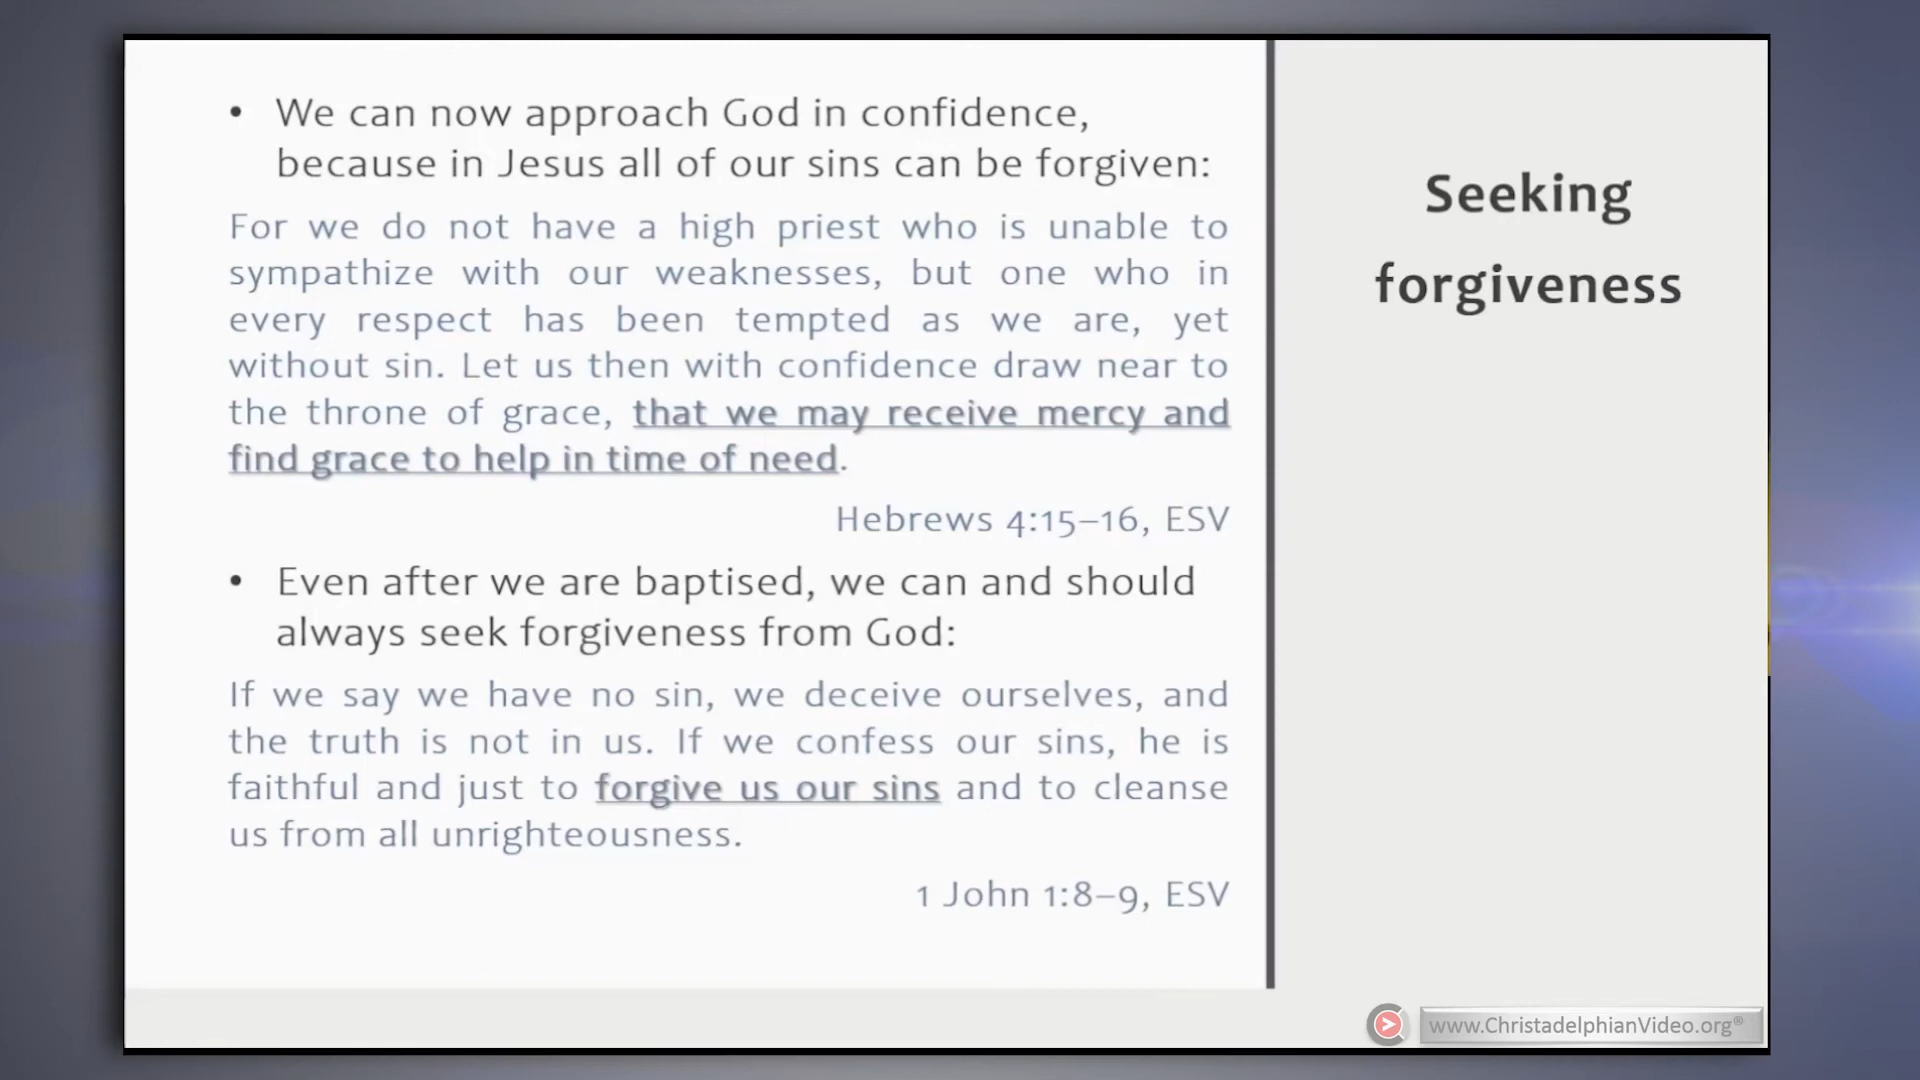 • We can now approach God in confidence,
because in Jesus all of our sins can be forgiven:
For we do not have a high priest who is unable to
sympathize with our weaknesses, but one who in
every respect has been tempted as we are, yet
without sin. Let us then with confidence draw near to
the throne of grace, that we may receive mercy and
find grace to help in time of need.
Hebrews 4:15–16, ESV
• Even after we are baptised, we can and should
always seek forgiveness from God:
If we say we have no sin, we deceive ourselves, and
the truth is not in us. If we confess our sins, he is
faithful and just to forgive us our sins and to cleanse
us from all unrighteousness.
1 John 1:8–9, ESV
Seeking
forgiveness
www.ChristadelphianVideo.org®